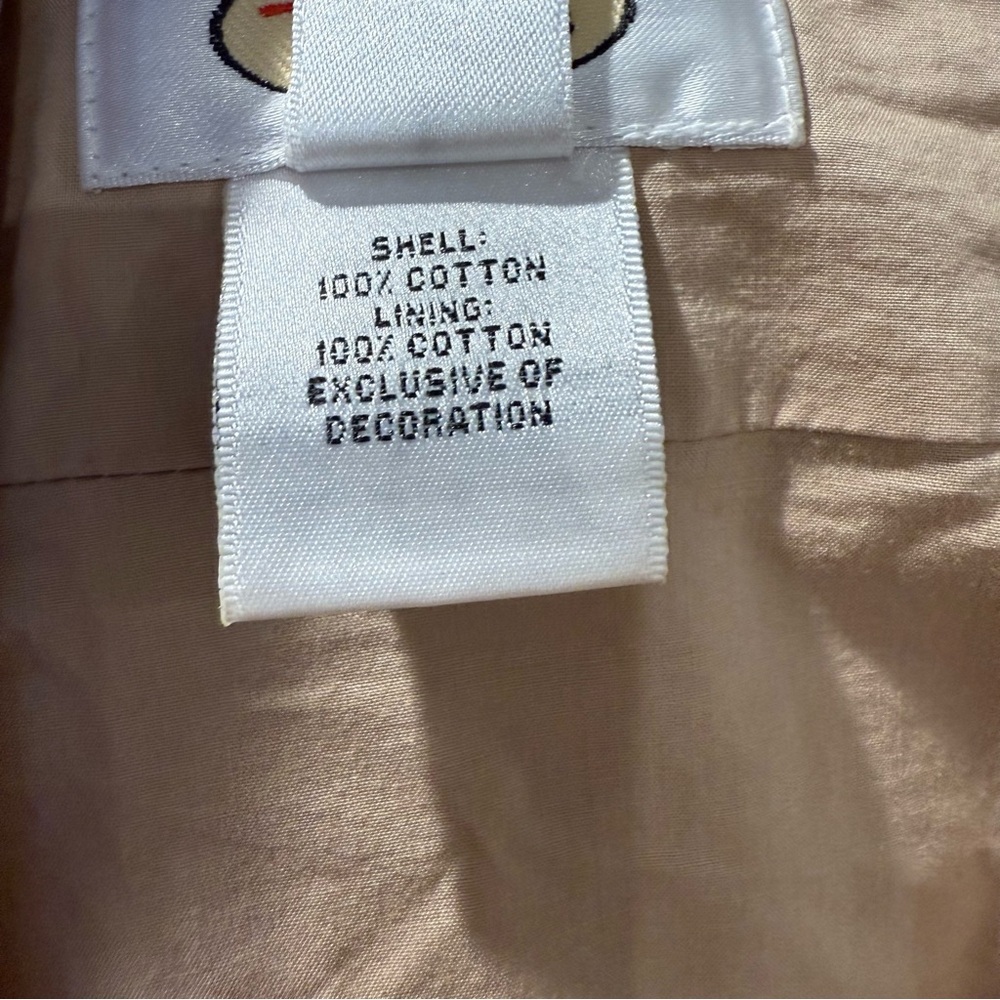 SHELL:
100% COTTON
LINING:
100% COTTON
EXCLUSIVE OF
DECORATION